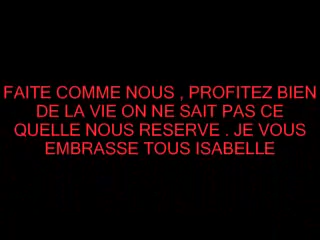 FAITE COMME NOUS , PROFITEZ BIEN
DE LA VIE ON NE SAIT PAS CE
QUELLE NOUS RESERVE . JE VOUS
EMBRASSE TOUS ISABELLE